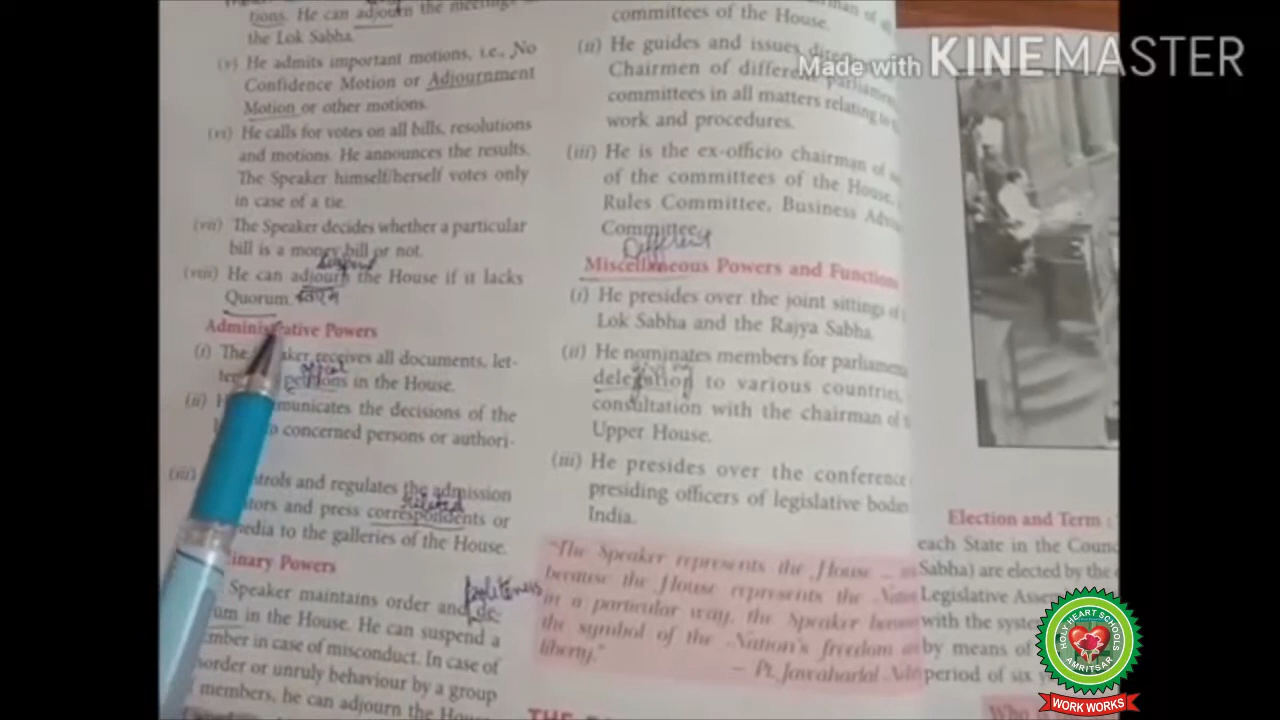 tions. He can adjourn the meetings
the Lok Sabha.
(v) He admits important motions, i.e., No
Confidence Motion or Adjournment
Motion or other motions.
(vi) He calls for votes on all bills, resolutions
and motions. He announces the results.
The Speaker himself/herself votes only
in case of a tie.
(vii) The Speaker decides whether a particular
bill is a money bill or not.
(viii) He can adjourn the House if it lacks
Quorum.
Administrative Powers
(i) The receives all documents, let-
petitions in the House.
(ii) municates the decisions of the
concerned persons or authori-
(iii) trols and regulates the admission
related
tors and press correspondents or
media to the galleries of the House.
inary Powers
politeness
Speaker maintains order and de-
um in the House. He can suspend a
mber in case of misconduct. In case of
order or unruly behaviour by a group
members, he can adjourn the
committees of the House.
(ii) He guides and issues
Chairmen of different
committees in all matters relating to
work and procedures.
(iii) He is the ex-officio chairman of
of the committees of the House,
Rules Committee, Business
Committee
Different
Miscellaneous Powers and Function
(i) He presides over the joint sittings of
Lok Sabha and the Rajya Sabha.
(ii) He nominates members for
giving
delegation to various countries,
consultation with the chairman of
Upper House.
(iii) He presides over the conference
presiding officers of legislative
India.
"The Speaker represents the House
because the House represents the
in a particular way, the Speaker
the symbol of the Nation's freedom
liberty."
– Pt. Jawaharlal
Election and Term
each State in the
Sabha) are elected by the
Legislative
with the
by means of
period of six
Made with KINEMASTER
HOLY HEART SCHOOLS
AMRITSAR
WORK WORKS